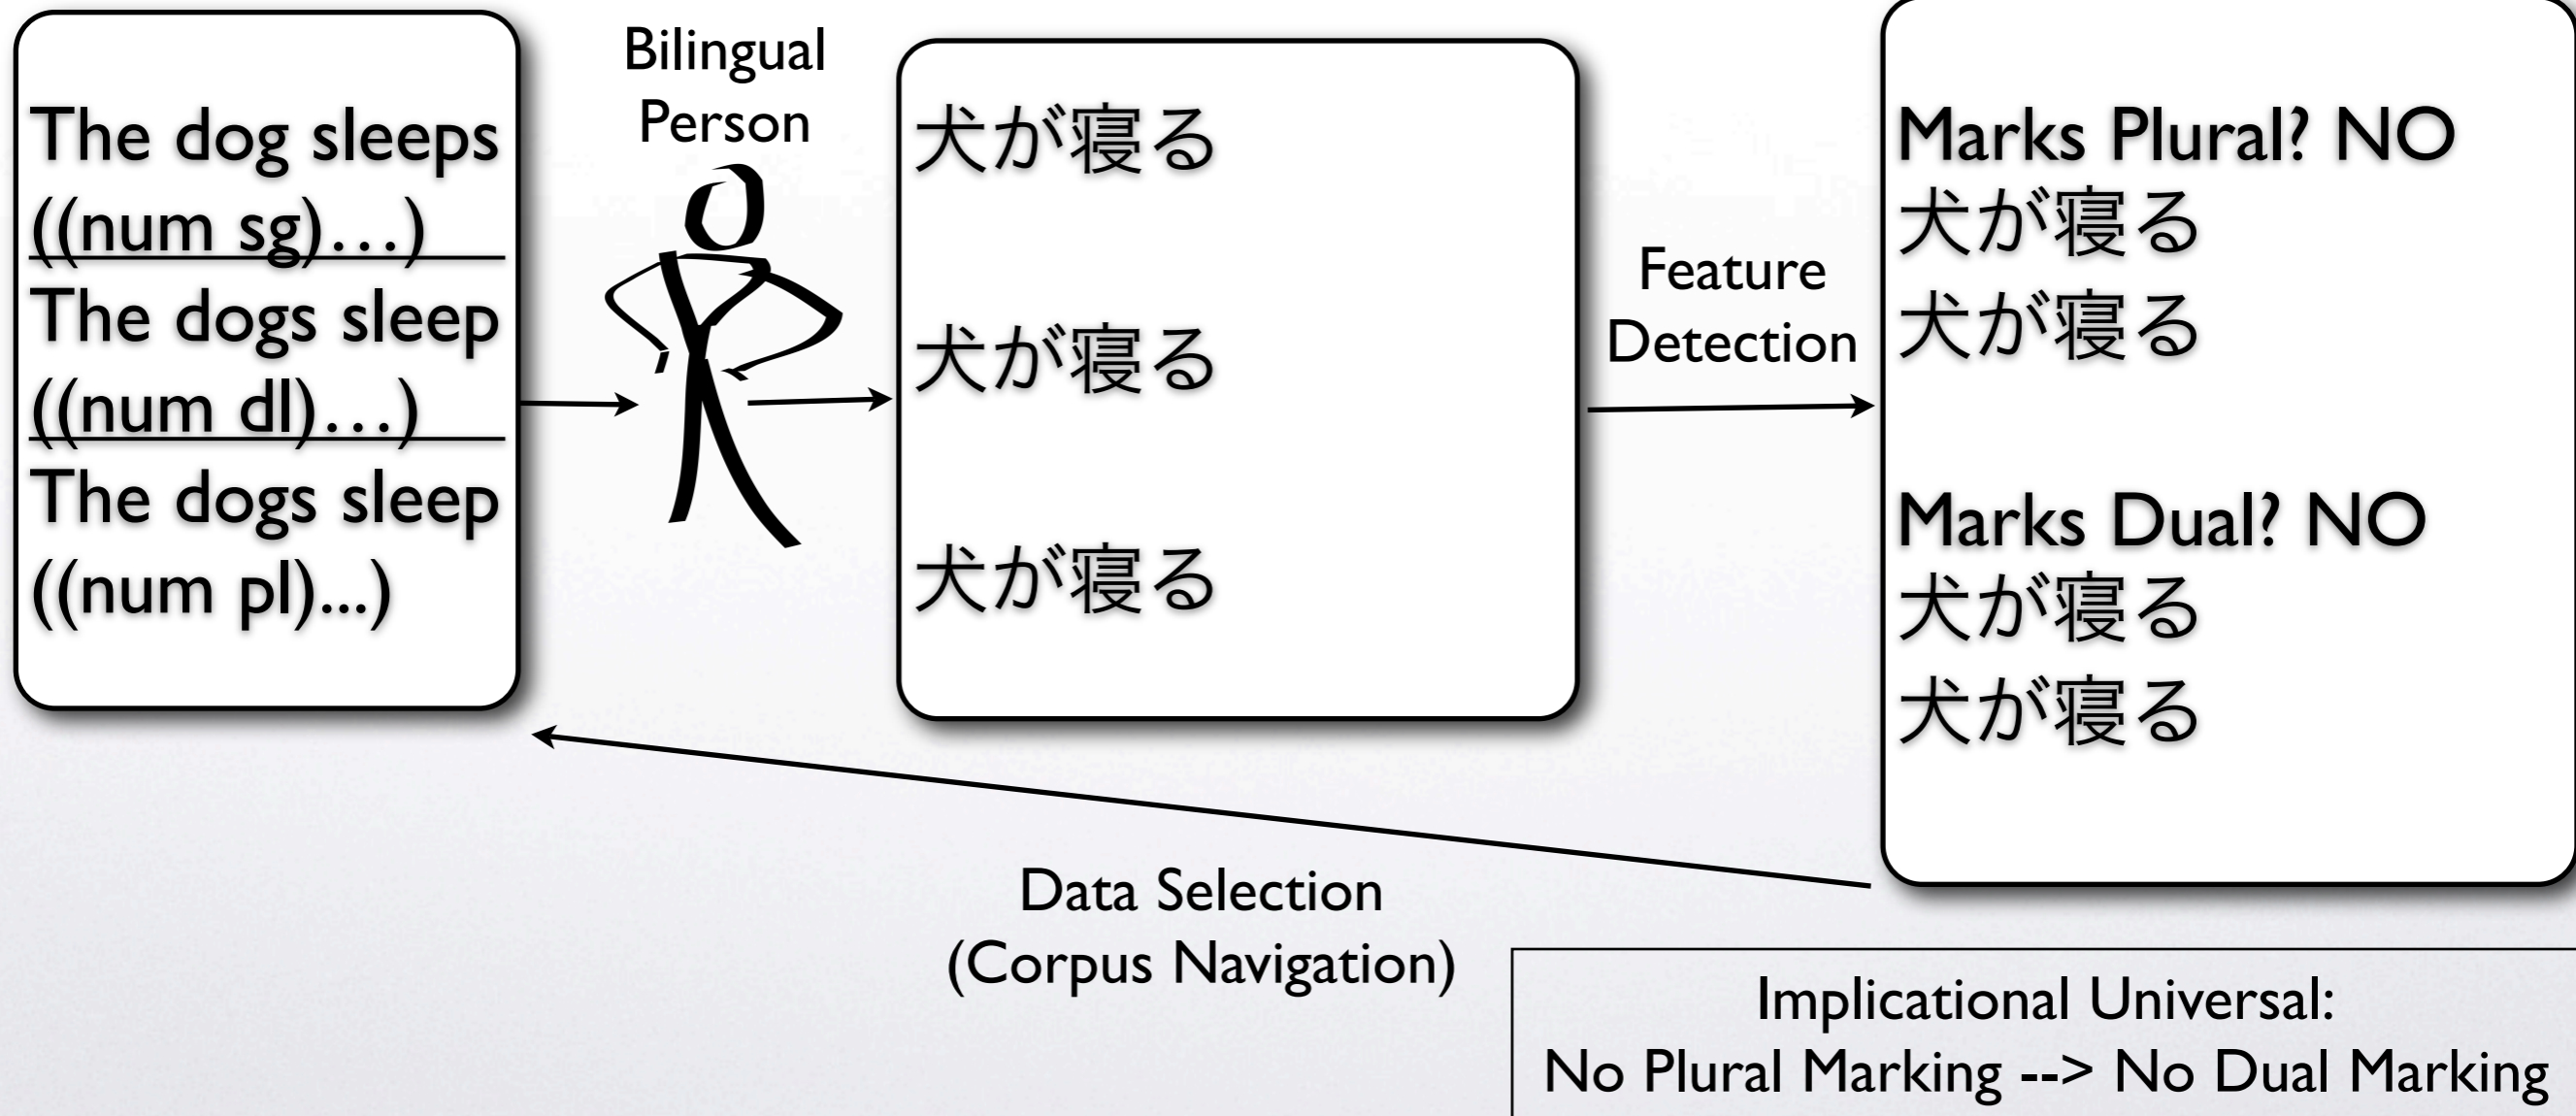 The dog sleeps
((num sg)…)
The dogs sleep
((num dl)…)
The dogs sleep
((num pl)...)
Bilingual
Person
犬が寝る
犬が寝る
犬が寝る
Feature
Detection
Marks Plural? NO
犬が寝る
犬が寝る
Marks Dual? NO
犬が寝る
犬が寝る
Data Selection
(Corpus Navigation)
Implicational Universal:
No Plural Marking --> No Dual Marking